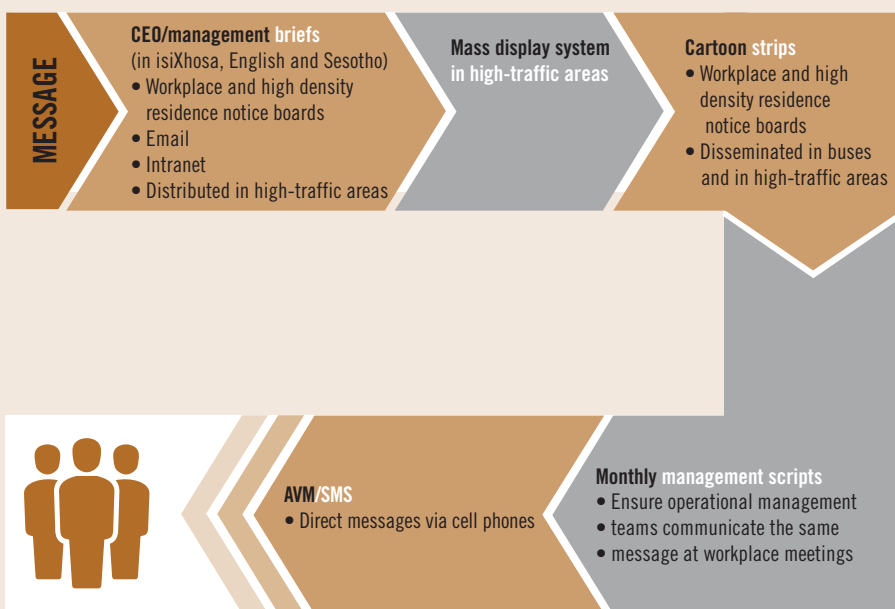 MESSAGE
CEO/management briefs
(in isiXhosa, English and Sesotho)
• Workplace and high density
residence notice boards
• Email
• Intranet
• Distributed in high-traffic areas
Mass display system
in high-traffic areas
Cartoon strips
• Workplace and high
density residence
notice boards
• Disseminated in buses
and in high-traffic areas
Monthly management scripts
• Ensure operational management
• teams communicate the same
• message at workplace meetings
AVM/SMS
• Direct messages via cell phones